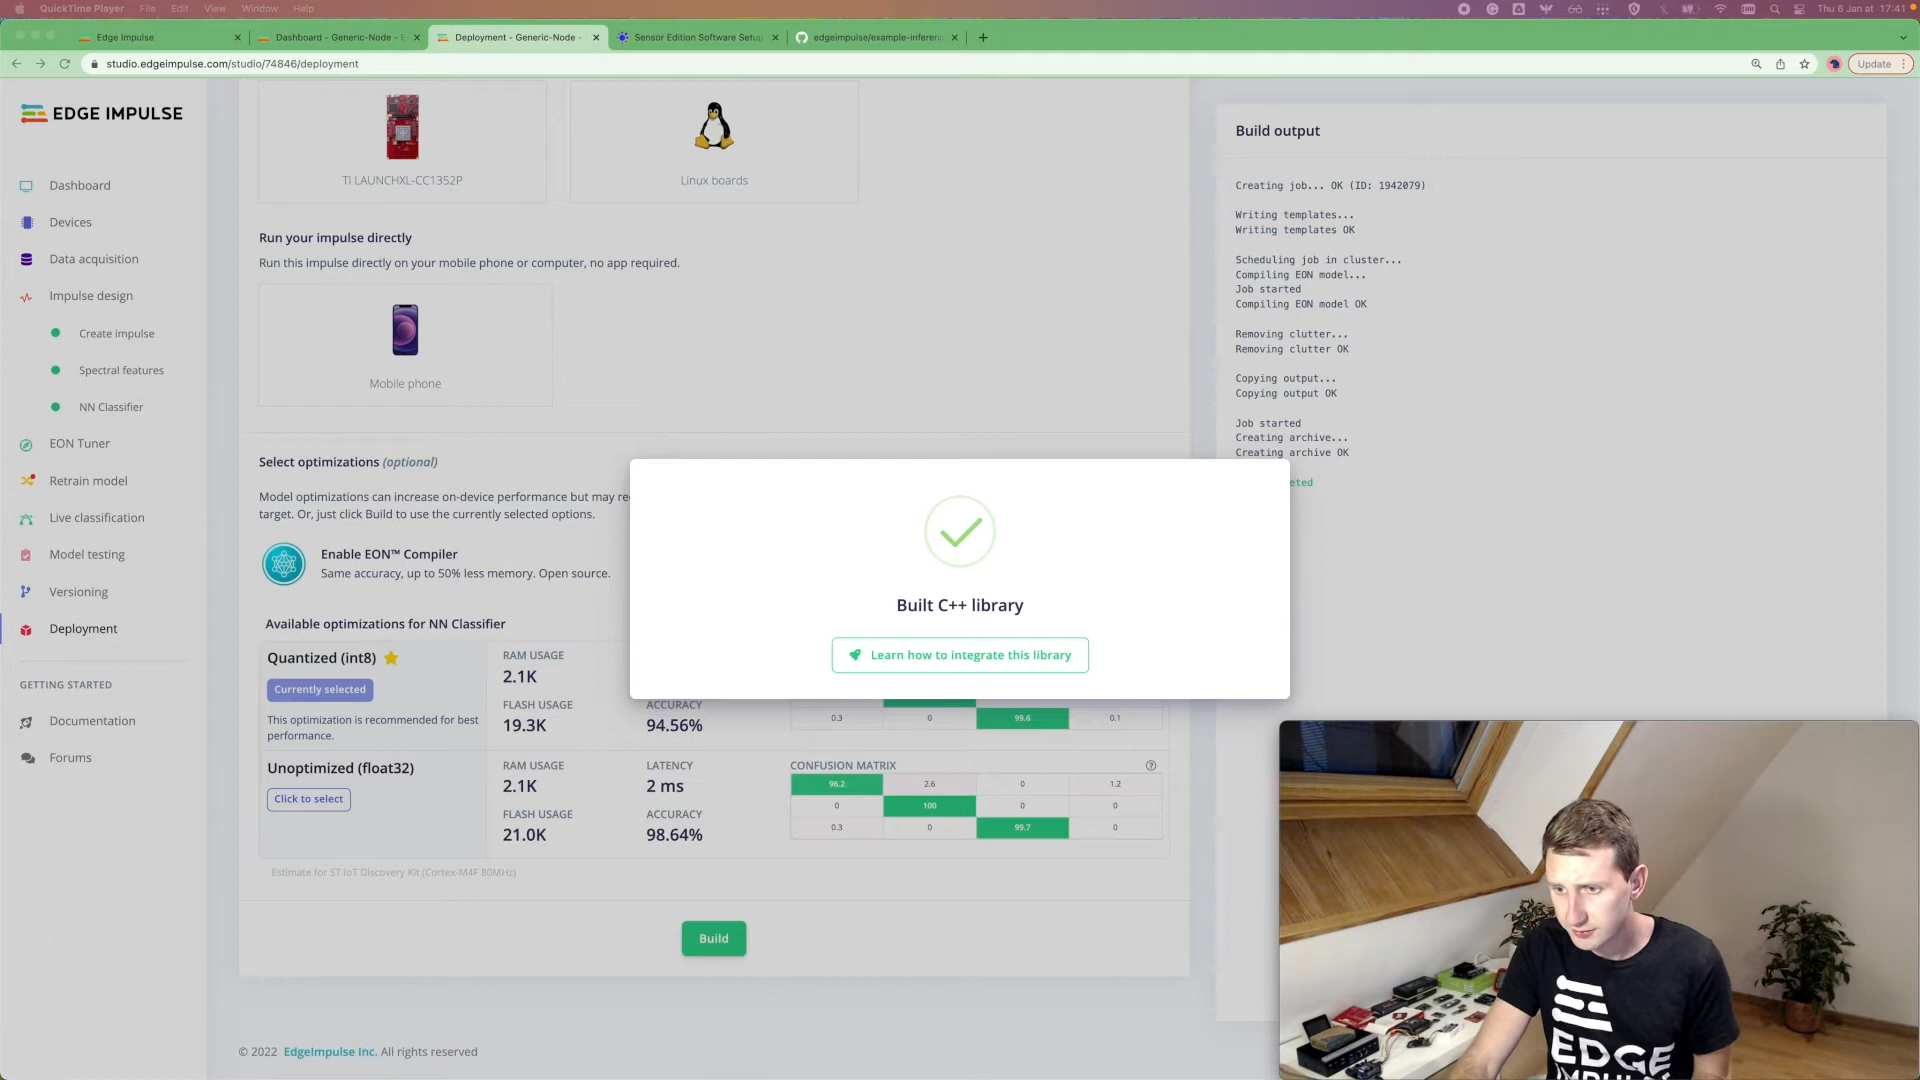 QuickTime Player File Edit View Window Help
Thu 6 Jan at 17:41
Edge Impulse
Dashboard - Generic-Node - E
Deployment - Generic-Node -
Sensor Edition Software Setup
edgeimpulse/example-inferen
studio.edgeimpulse.com/studio/74846/deployment
Update
EDGE IMPULSE
Dashboard
Devices
Data acquisition
Impulse design
Create impulse
Spectral features
NN Classifier
EON Tuner
Retrain model
Live classification
Model testing
Versioning
Deployment
GETTING STARTED
Documentation
Forums
TI LAUNCHXL-CC1352P
Linux boards
Run your impulse directly
Run this impulse directly on your mobile phone or computer, no app required.
Mobile phone
Select optimizations (optional)
Model optimizations can increase on-device performance but may re
target. Or, just click Build to use the currently selected options.
Enable EON™ Compiler
Same accuracy, up to 50% less memory. Open source.
Available optimizations for NN Classifier
Quantized (int8)
Currently selected
This optimization is recommended for best
performance.
RAM USAGE
2.1K
FLASH USAGE
19.3K
ACCURACY
94.56%
0.3 0 99.6 0.1
Unoptimized (float32)
Click to select
RAM USAGE
2.1K
LATENCY
2 ms
FLASH USAGE
21.0K
ACCURACY
98.64%
CONFUSION MATRIX
96.2 2.6 0 1.2
0 100 0 0
0.3 0 99.7 0
Estimate for ST IoT Discovery Kit (Cortex-M4F 80MHz)
Build
© 2022 EdgeImpulse Inc. All rights reserved
Built C++ library
Learn how to integrate this library
Build output
Creating job... OK (ID: 1942079)
Writing templates...
Writing templates OK
Scheduling job in cluster...
Compiling EON model...
Job started
Compiling EON model OK
Removing clutter...
Removing clutter OK
Copying output...
Copying output OK
Job started
Creating archive...
Creating archive OK
eted
EDGE